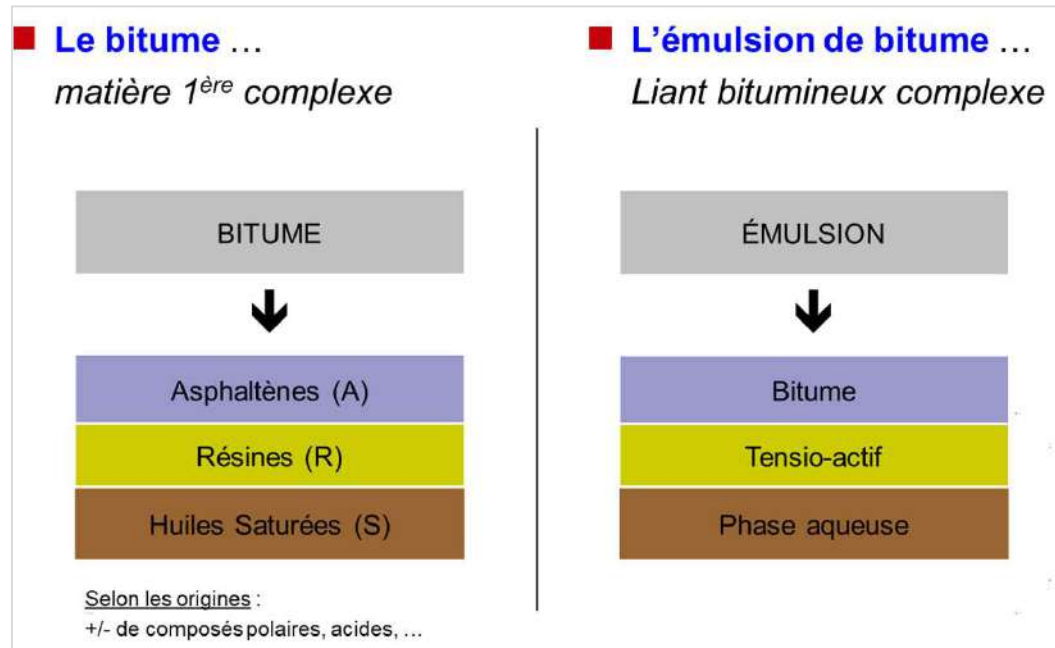 Le bitume …
matière 1ère complexe
BITUME
Asphaltènes (A)
Résines (R)
Huiles Saturées (S)
Selon les origines :
+/- de composés polaires, acides, …
L’émulsion de bitume …
Liant bitumineux complexe
ÉMULSION
Bitume
Tensio-actif
Phase aqueuse